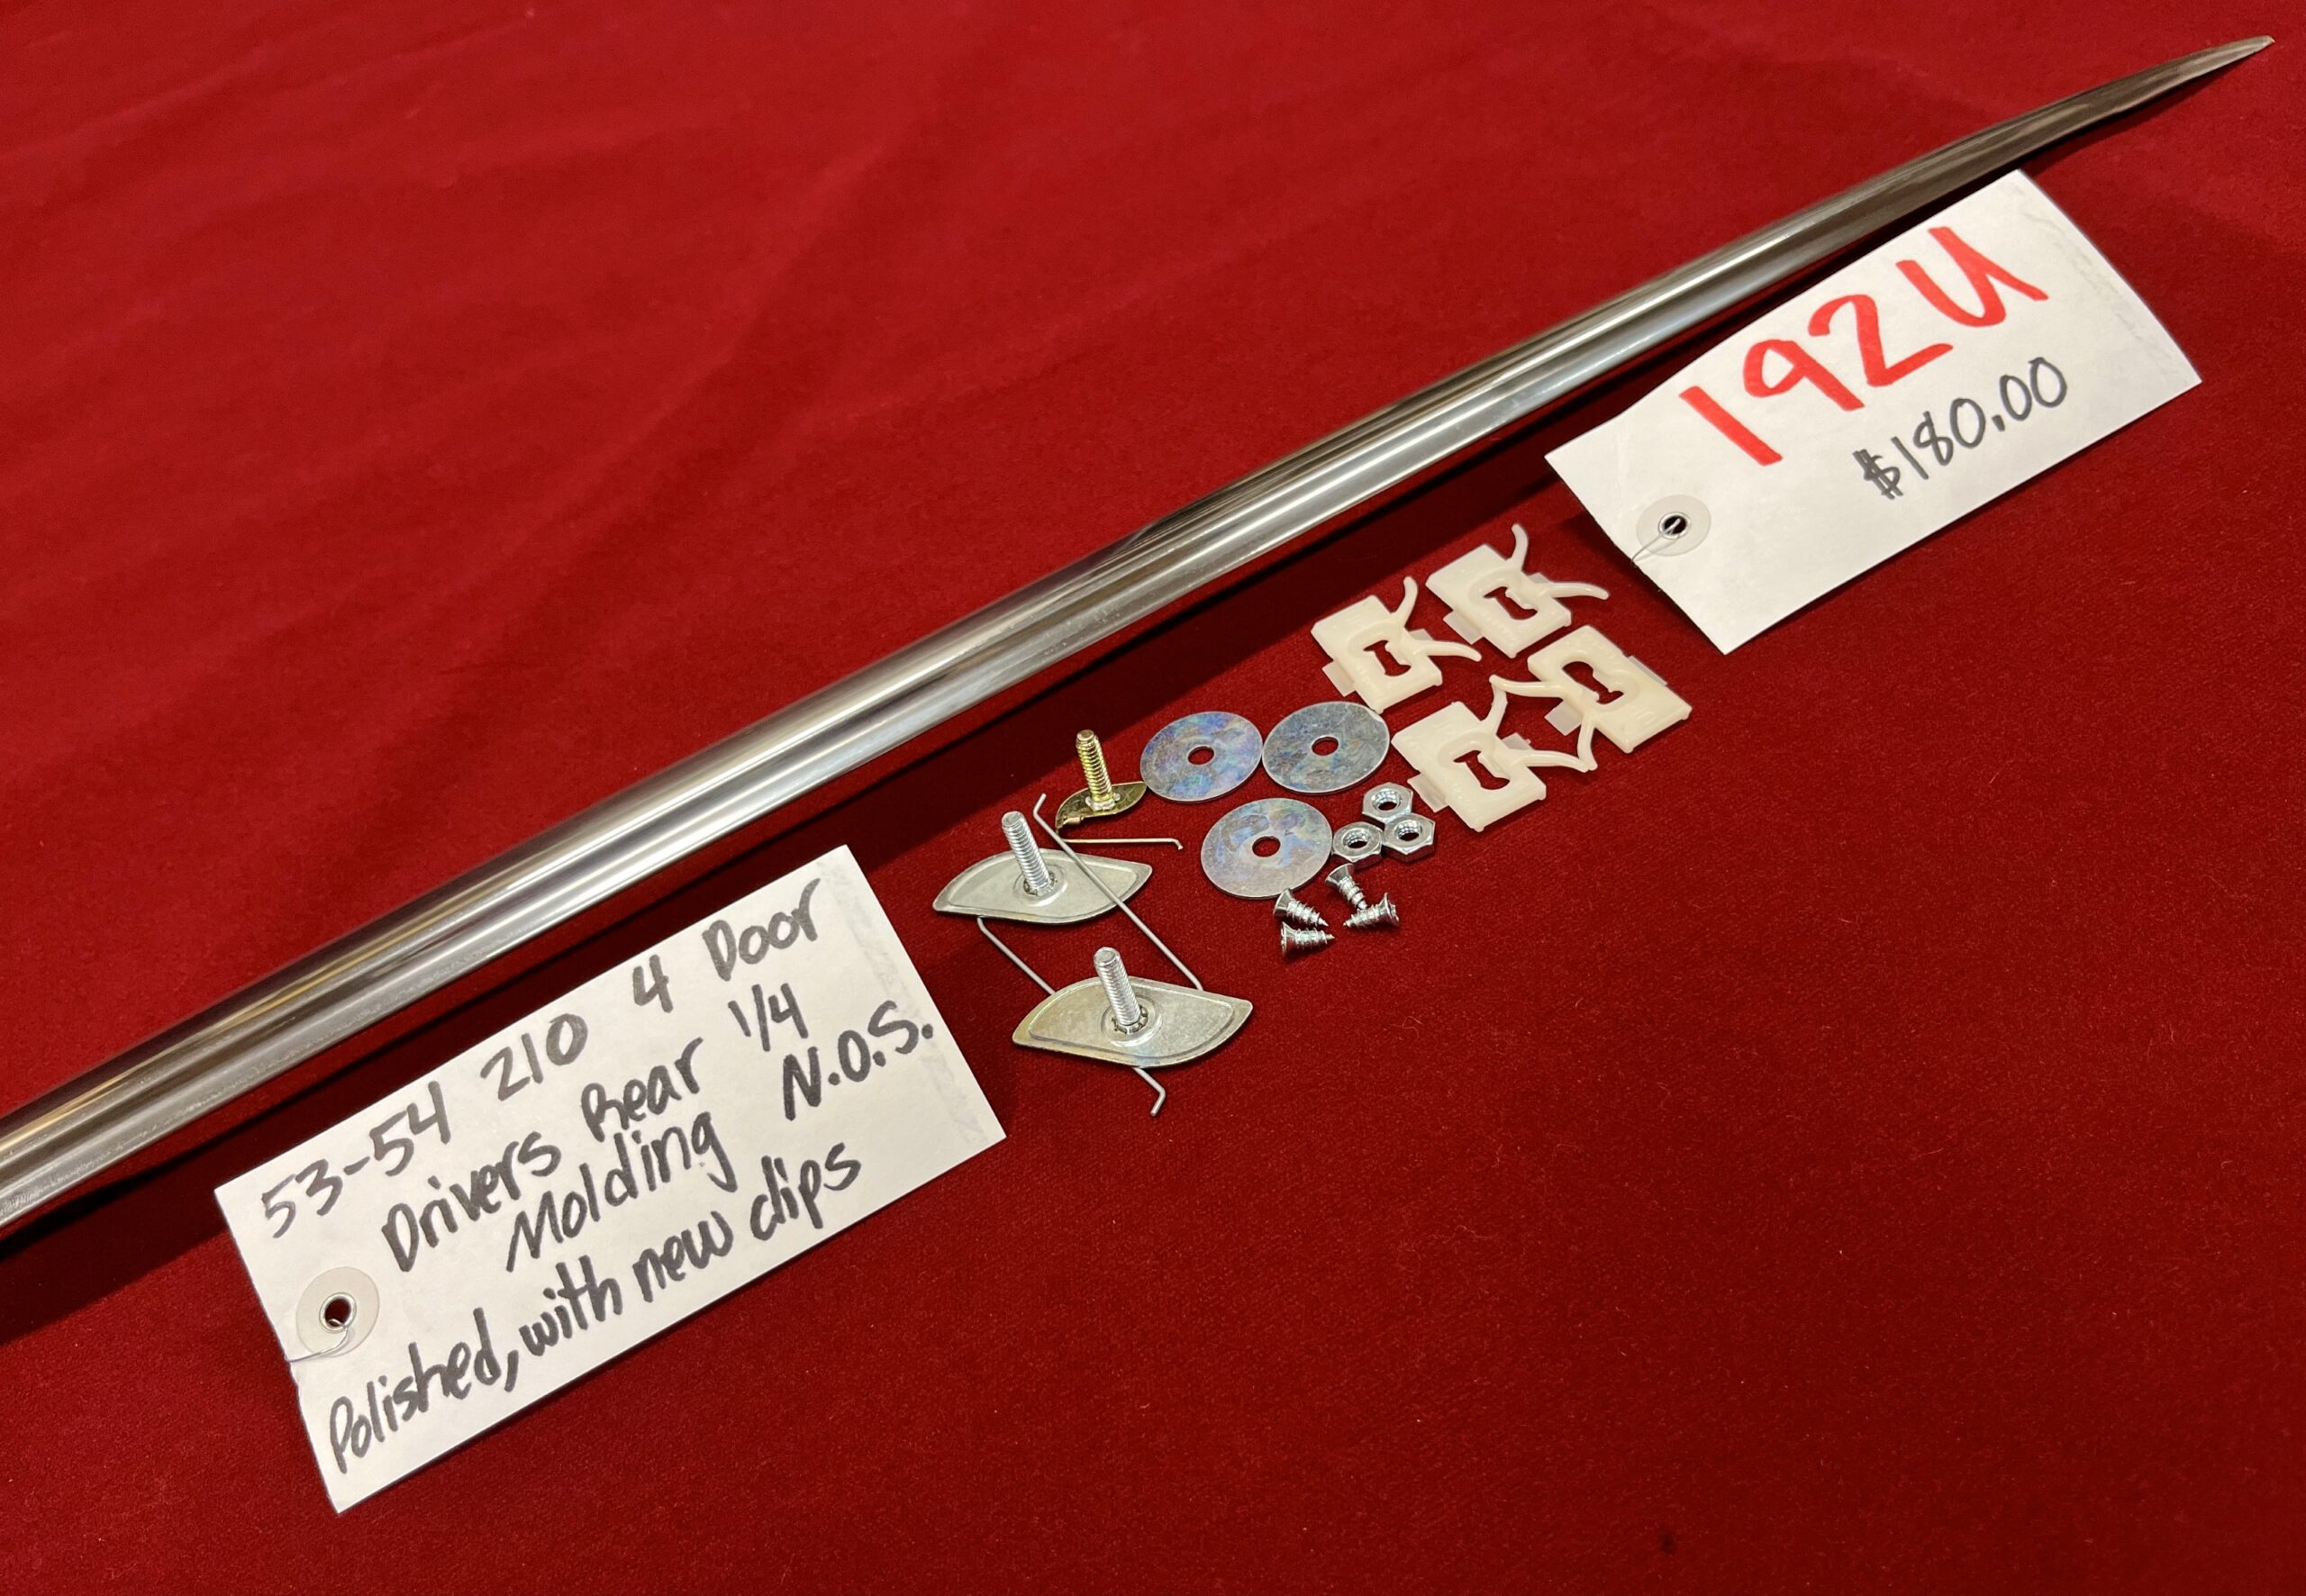 192U
$180.00
53-54 210 4 Door
Drivers Rear 1/4
Molding N.O.S.
Polished, with new clips